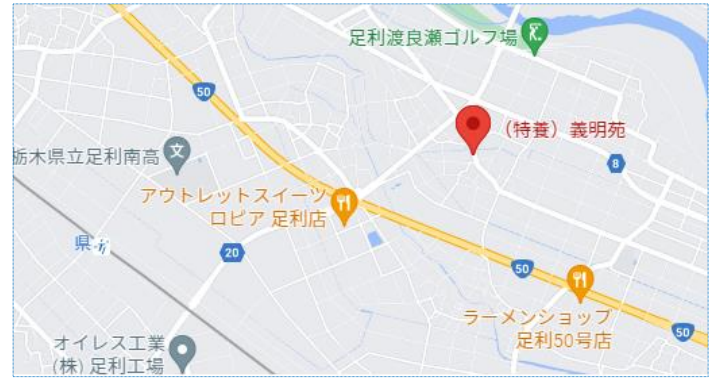 足利渡良瀬ゴルフ場
50
(特養) 義明苑
栃木県立足利南高
8
アウトレットスイーツ
ロピア 足利店
県
20
50
ラーメンショップ
足利50号店
50
オイレス工業
(株) 足利工場